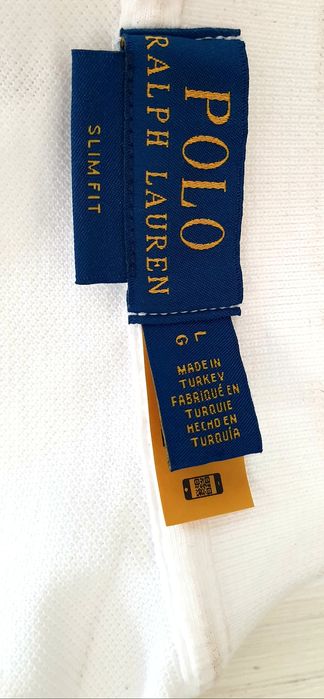 POLO
RALPH LAUREN
SLIM FIT
L
G
MADE IN
TURKEY
FABRIQUÉ EN
TURQUIE
HECHO EN
TURQUÍA